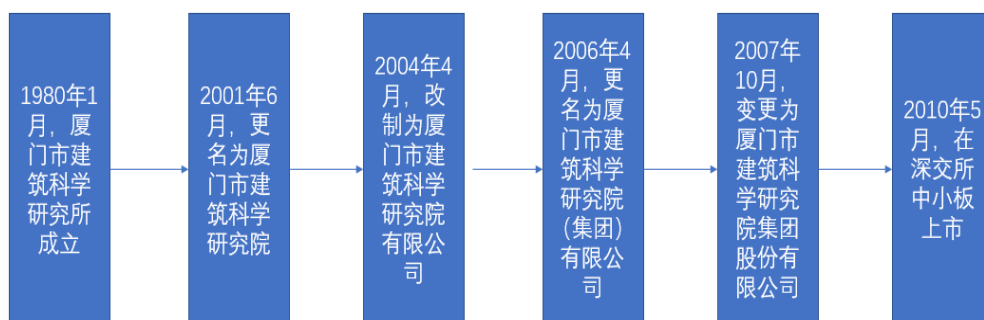 1980年1
月，厦
门市建
筑科学
研究所
成立
2001年6
月，更
名为厦
门市建
筑科学
研究院
2004年4
月，改
制为厦
门市建
筑科学
研究院
有限公
司
2006年4
月，更
名为厦
门市建
筑科学
研究院
（集团）
有限公
司
2007年
10月，
变更为
厦门市
建筑科
学研究
院集团
股份有
限公司
2010年5
月，在
深交所
中小板
上市